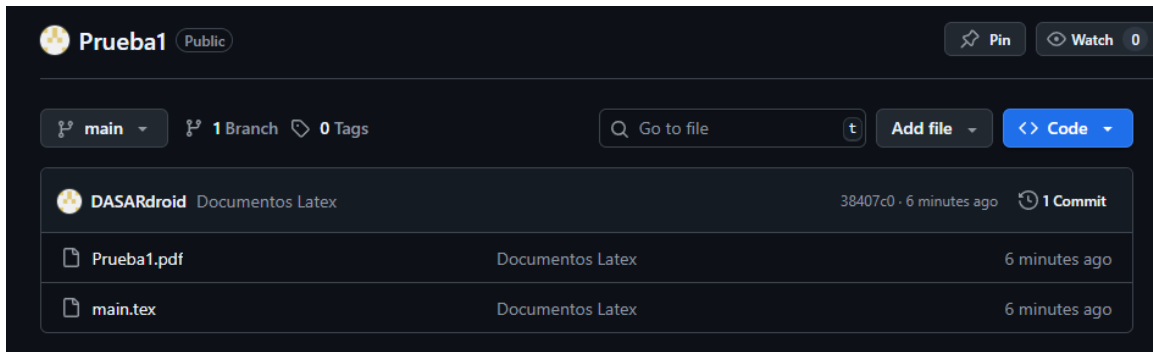 Prueba1 Public Pin Watch 0
main 1 Branch 0 Tags Go to file t Add file Code
DASARdroid Documentos Latex 38407c0 · 6 minutes ago 1 Commit
Prueba1.pdf Documentos Latex 6 minutes ago
main.tex Documentos Latex 6 minutes ago